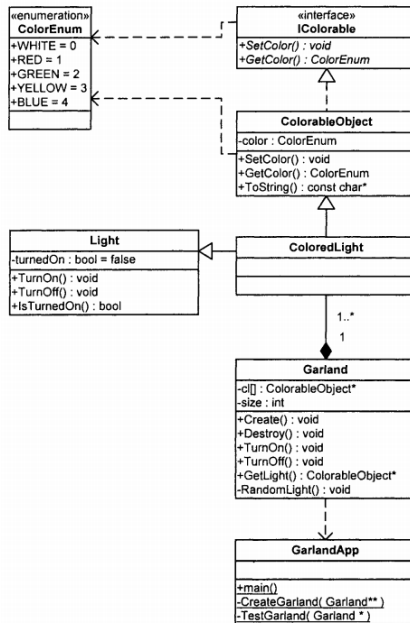 «enumeration»
ColorEnum
+WHITE = 0
+RED = 1
+GREEN = 2
+YELLOW = 3
+BLUE = 4
«interface»
IColorable
+SetColor() : void
+GetColor() : ColorEnum
ColorableObject
-color : ColorEnum
+SetColor() : void
+GetColor() : ColorEnum
+ToString() : const char*
Light
-turnedOn : bool = false
+TurnOn() : void
+TurnOff() : void
+IsTurnedOn() : bool
ColoredLight
1..*
1
Garland
-cl[] : ColorableObject*
-size : int
+Create() : void
+Destroy() : void
+TurnOn() : void
+TurnOff() : void
+GetLight() : ColorableObject*
-RandomLight() : void
GarlandApp
+main()
-CreateGarland( Garland** )
-TestGarland( Garland * )